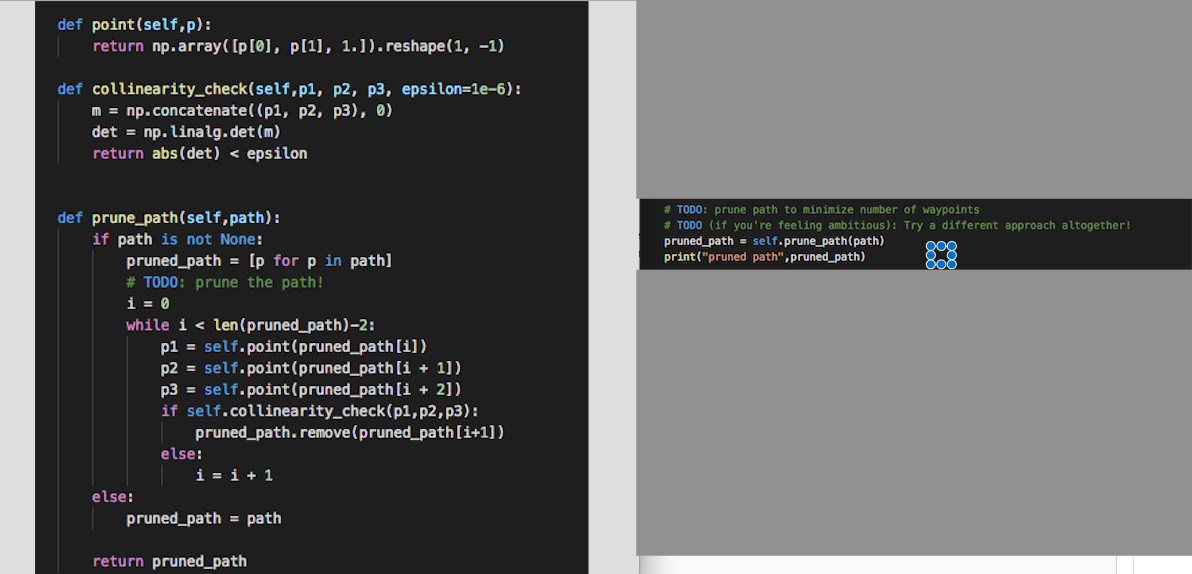 def point(self,p):
    return np.array([p[0], p[1], 1.]).reshape(1, -1)
def collinearity_check(self,p1, p2, p3, epsilon=1e-6):
    m = np.concatenate((p1, p2, p3), 0)
    det = np.linalg.det(m)
    return abs(det) < epsilon
def prune_path(self,path):
    if path is not None:
        pruned_path = [p for p in path]
        # TODO: prune the path!
        i = 0
        while i < len(pruned_path)-2:
            p1 = self.point(pruned_path[i])
            p2 = self.point(pruned_path[i + 1])
            p3 = self.point(pruned_path[i + 2])
            if self.collinearity_check(p1,p2,p3):
                pruned_path.remove(pruned_path[i+1])
            else:
                i = i + 1
    else:
        pruned_path = path
    return pruned_path
# TODO: prune path to minimize number of waypoints
# TODO (if you're feeling ambitious): Try a different approach altogether!
pruned_path = self.prune_path(path)
print("pruned path",pruned_path)